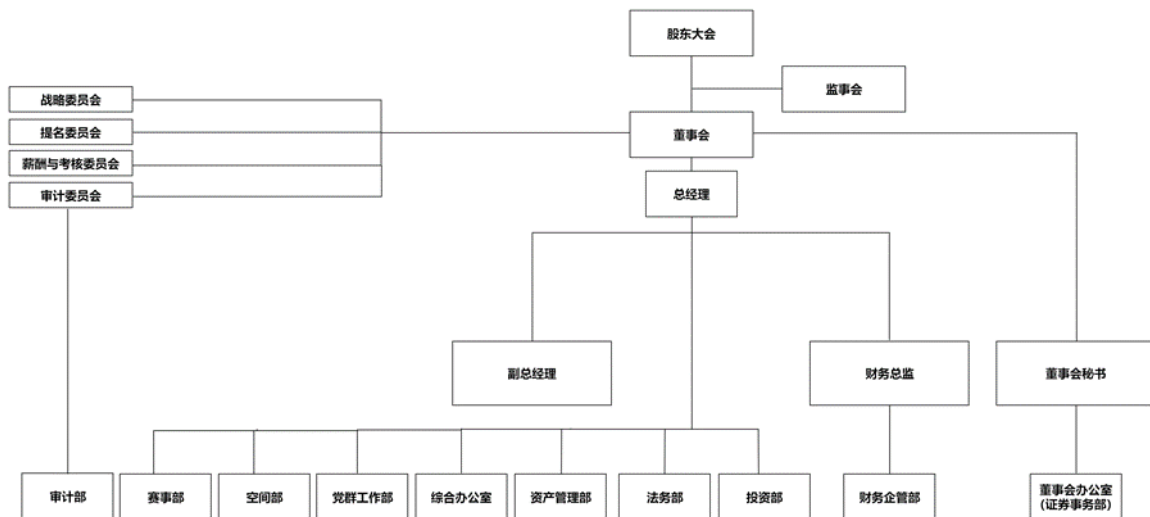 股东大会
监事会
战略委员会
提名委员会
董事会
薪酬与考核委员会
总经理
审计委员会
副总经理
财务总监
董事会秘书
审计部
赛事部
空间部
党群工作部
综合办公室
资产管理部
法务部
投资部
财务企管部
董事会办公室
(证券事务部)